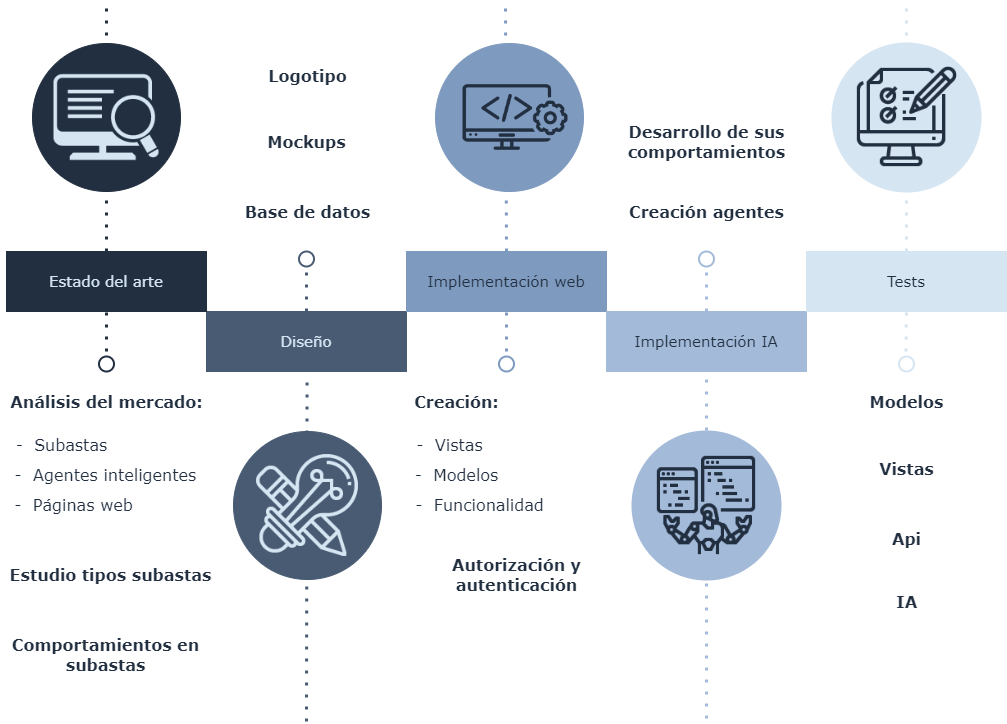 Logotipo
Mockups
Base de datos
Desarrollo de sus
comportamientos
Creación agentes
Estado del arte
Diseño
Implementación web
Implementación IA
Tests
Análisis del mercado:
- Subastas
- Agentes inteligentes
- Páginas web
Estudio tipos subastas
Comportamientos en
subastas
Creación:
- Vistas
- Modelos
- Funcionalidad
Autorización y
autenticación
Modelos
Vistas
Api
IA